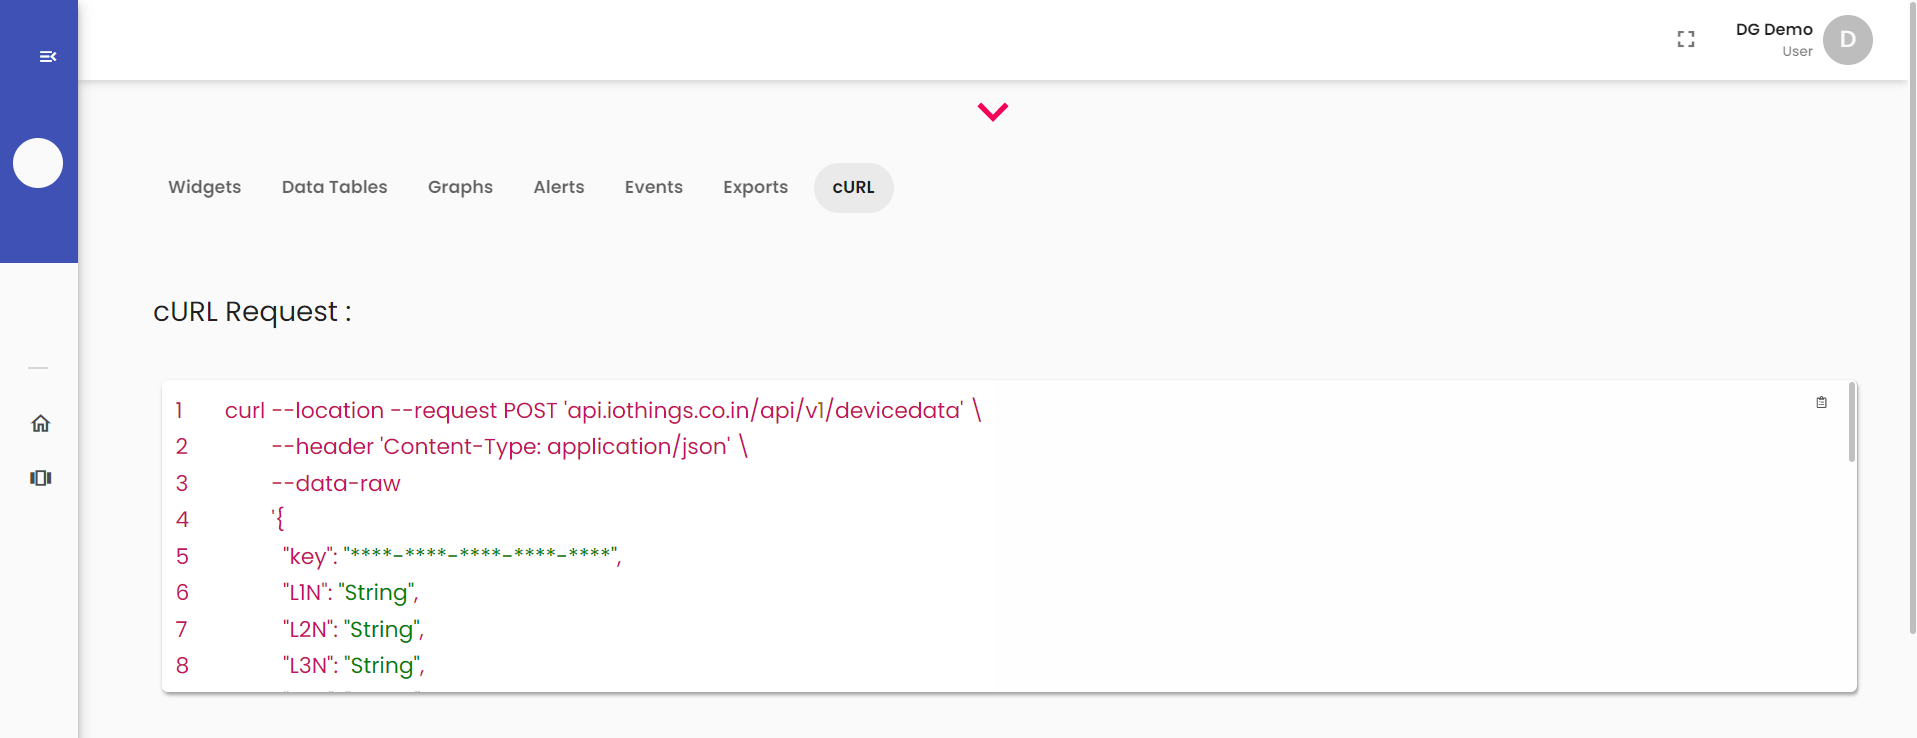 DG Demo
User
D
Widgets Data Tables Graphs Alerts Events Exports cURL
cURL Request :
1 curl --location --request POST 'api.iothings.co.in/api/v1/devicedata' \
2 --header 'Content-Type: application/json' \
3 --data-raw
4 '{
5 "key": "****-****-****-****-****",
6 "L1N": "String",
7 "L2N": "String",
8 "L3N": "String",